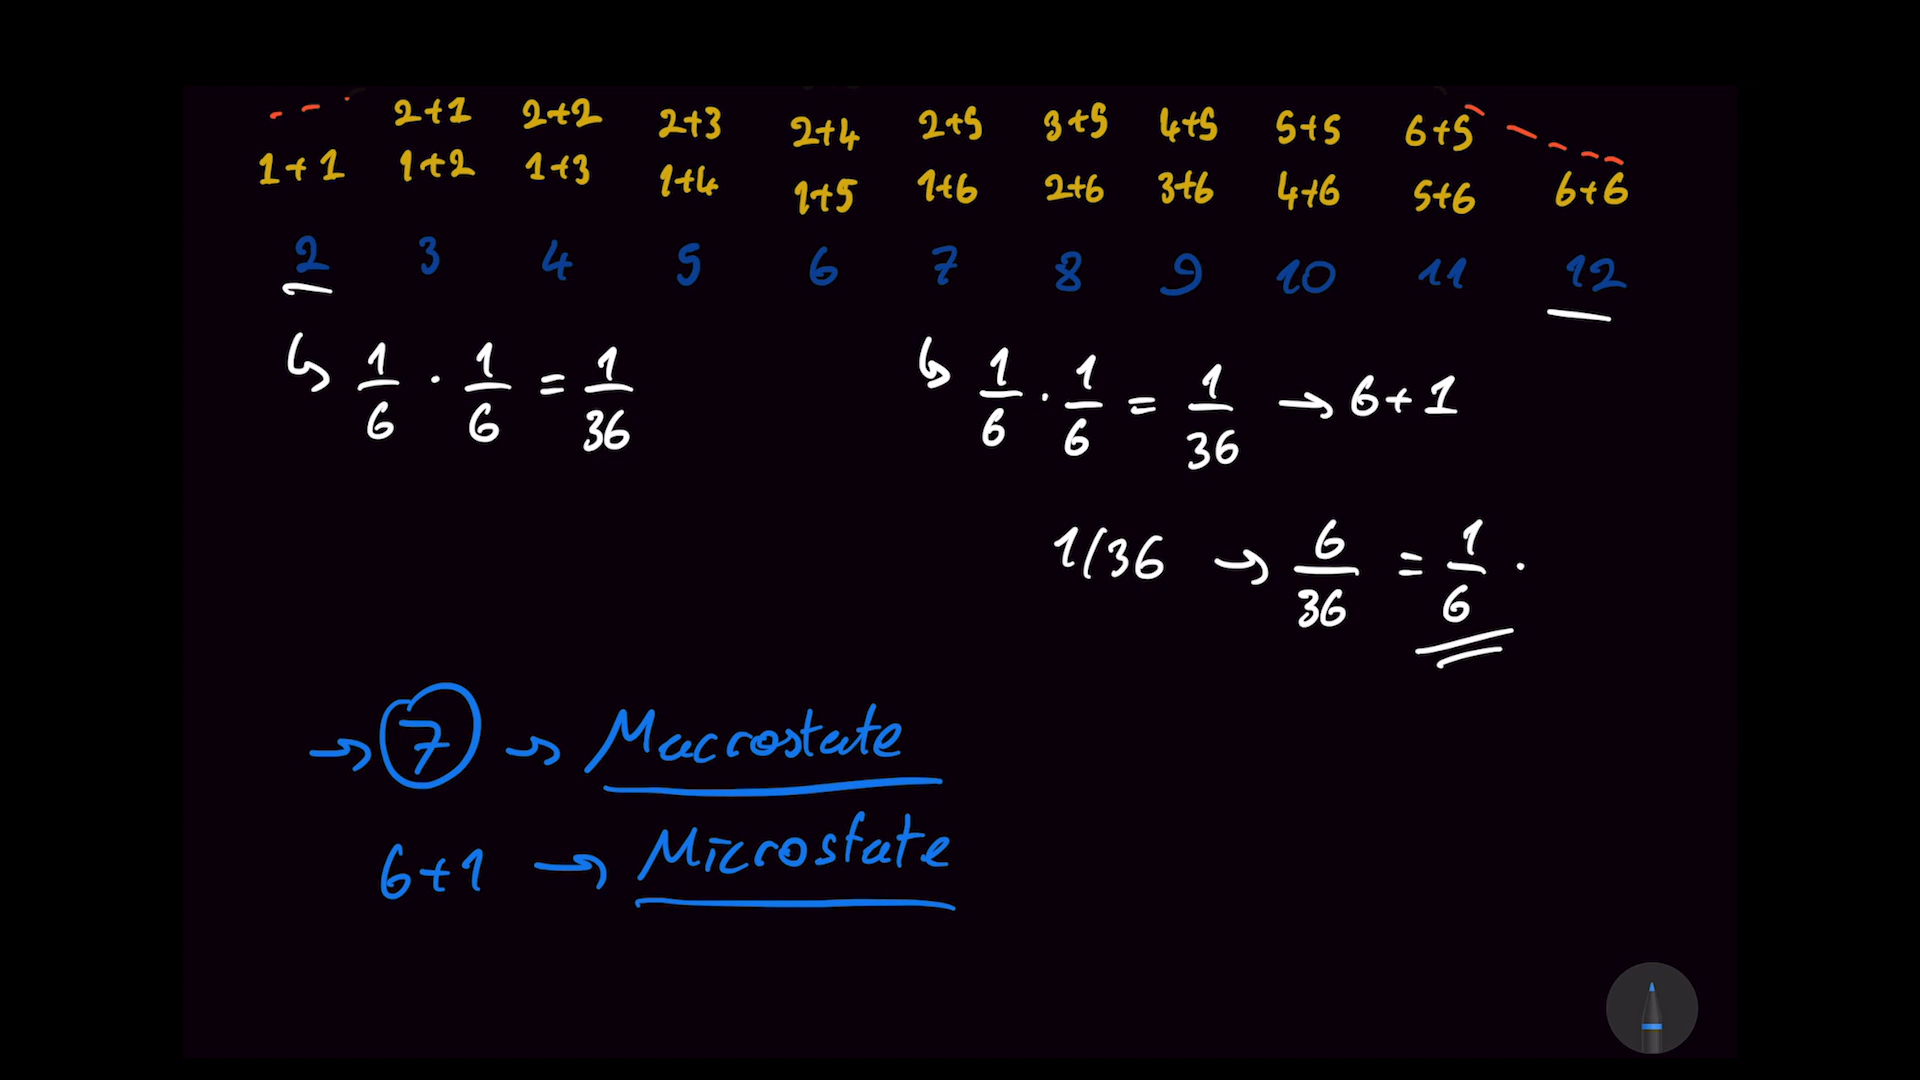 2+1 2+2 2+3 2+4 2+5 3+5 4+5 5+5 6+5
1+1 1+2 1+3 1+4 1+5 1+6 2+6 3+6 4+6 5+6 6+6
2 3 4 5 6 7 8 9 10 11 12
↳ 1/6 · 1/6 = 1/36 ↳ 1/6 · 1/6 = 1/36 → 6+1
1/36 → 6/36 = 1/6 .
→ 7 → Macrostate
6+1 → Microstate